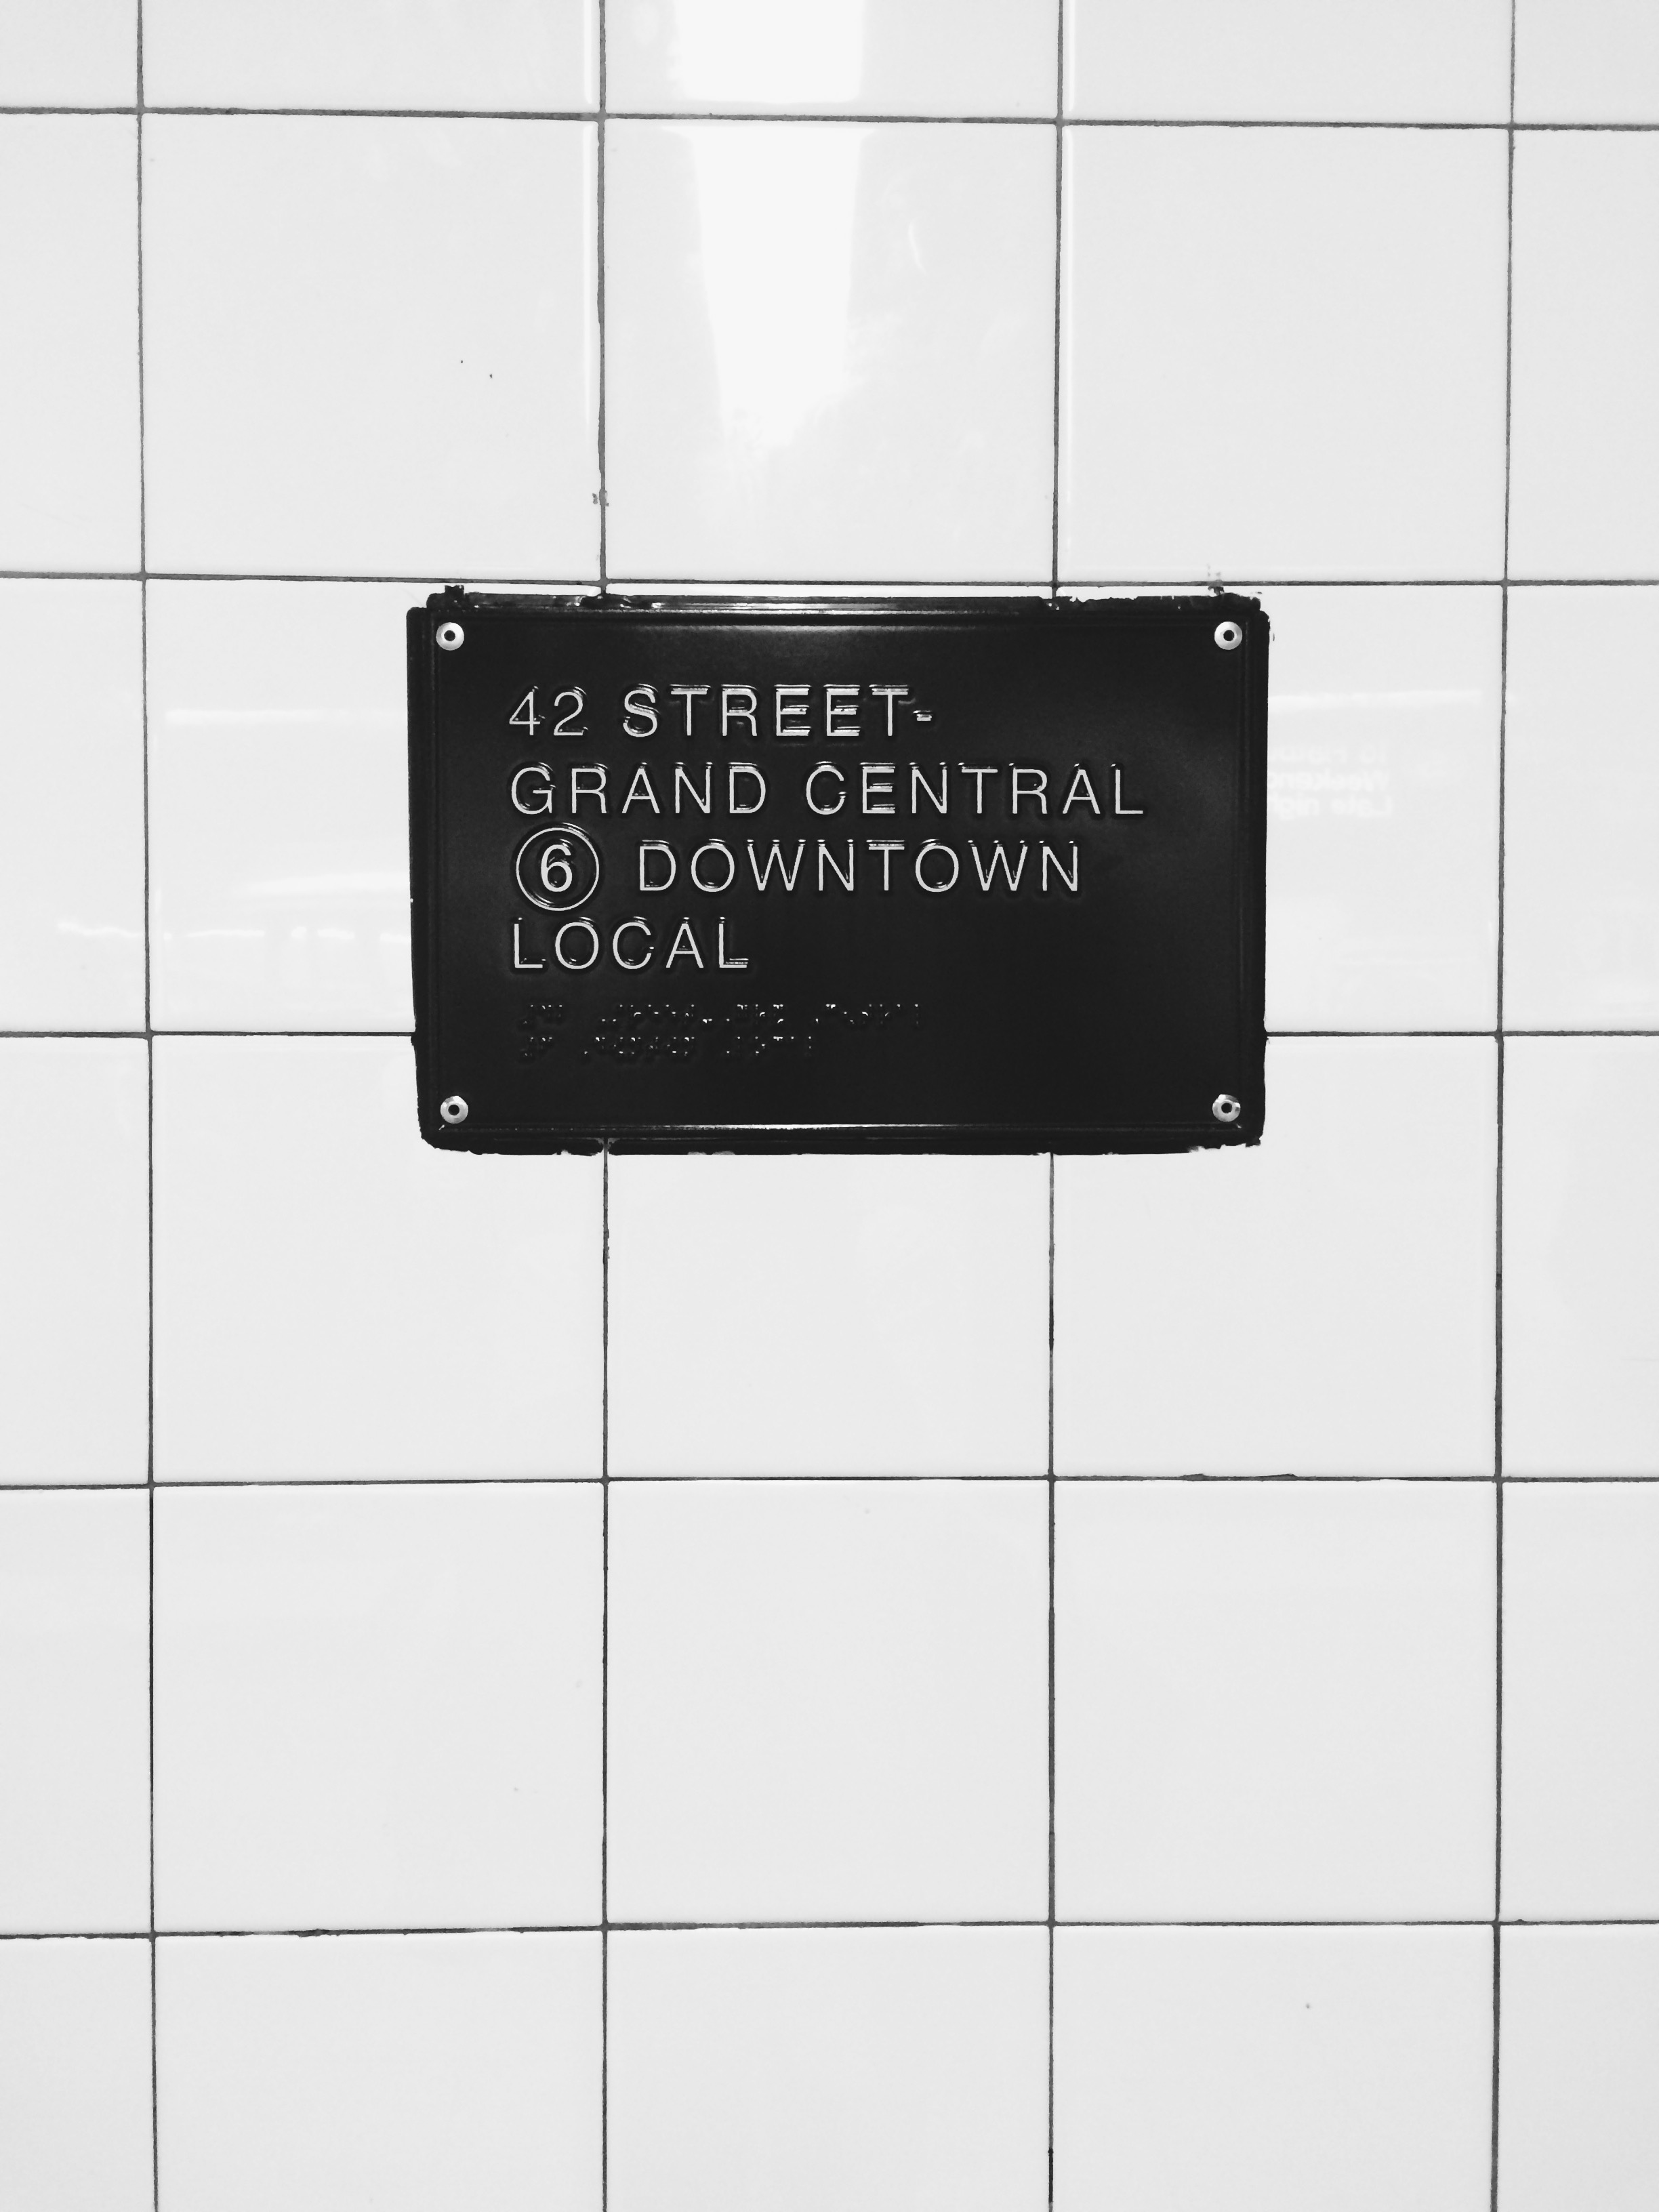 42 STREET-
GRAND CENTRAL
6 DOWNTOWN
LOCAL